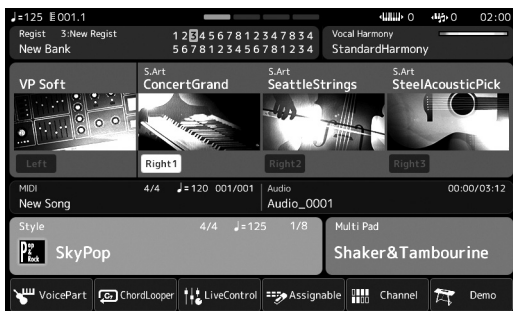 ♩=125 001.1 0 0 02:00
Regist 3:New Regist 1 2 3 4 5 6 7 8 1 2 3 4 7 8 3 4 Vocal Harmony
New Bank 5 6 7 8 1 2 3 4 5 6 7 8 1 2 3 4 StandardHarmony
S.Art S.Art S.Art
VP Soft ConcertGrand SeattleStrings SteelAcousticPick
Left Right1 Right2 Right3
MIDI 4/4 ♩=120 001/001 Audio 00:00/03:12
New Song Audio_0001
Style 4/4 ♩=125 1/8 Multi Pad
Pop & Rock SkyPop Shaker&Tambourine
VoicePart ChordLooper LiveControl Assignable Channel Demo